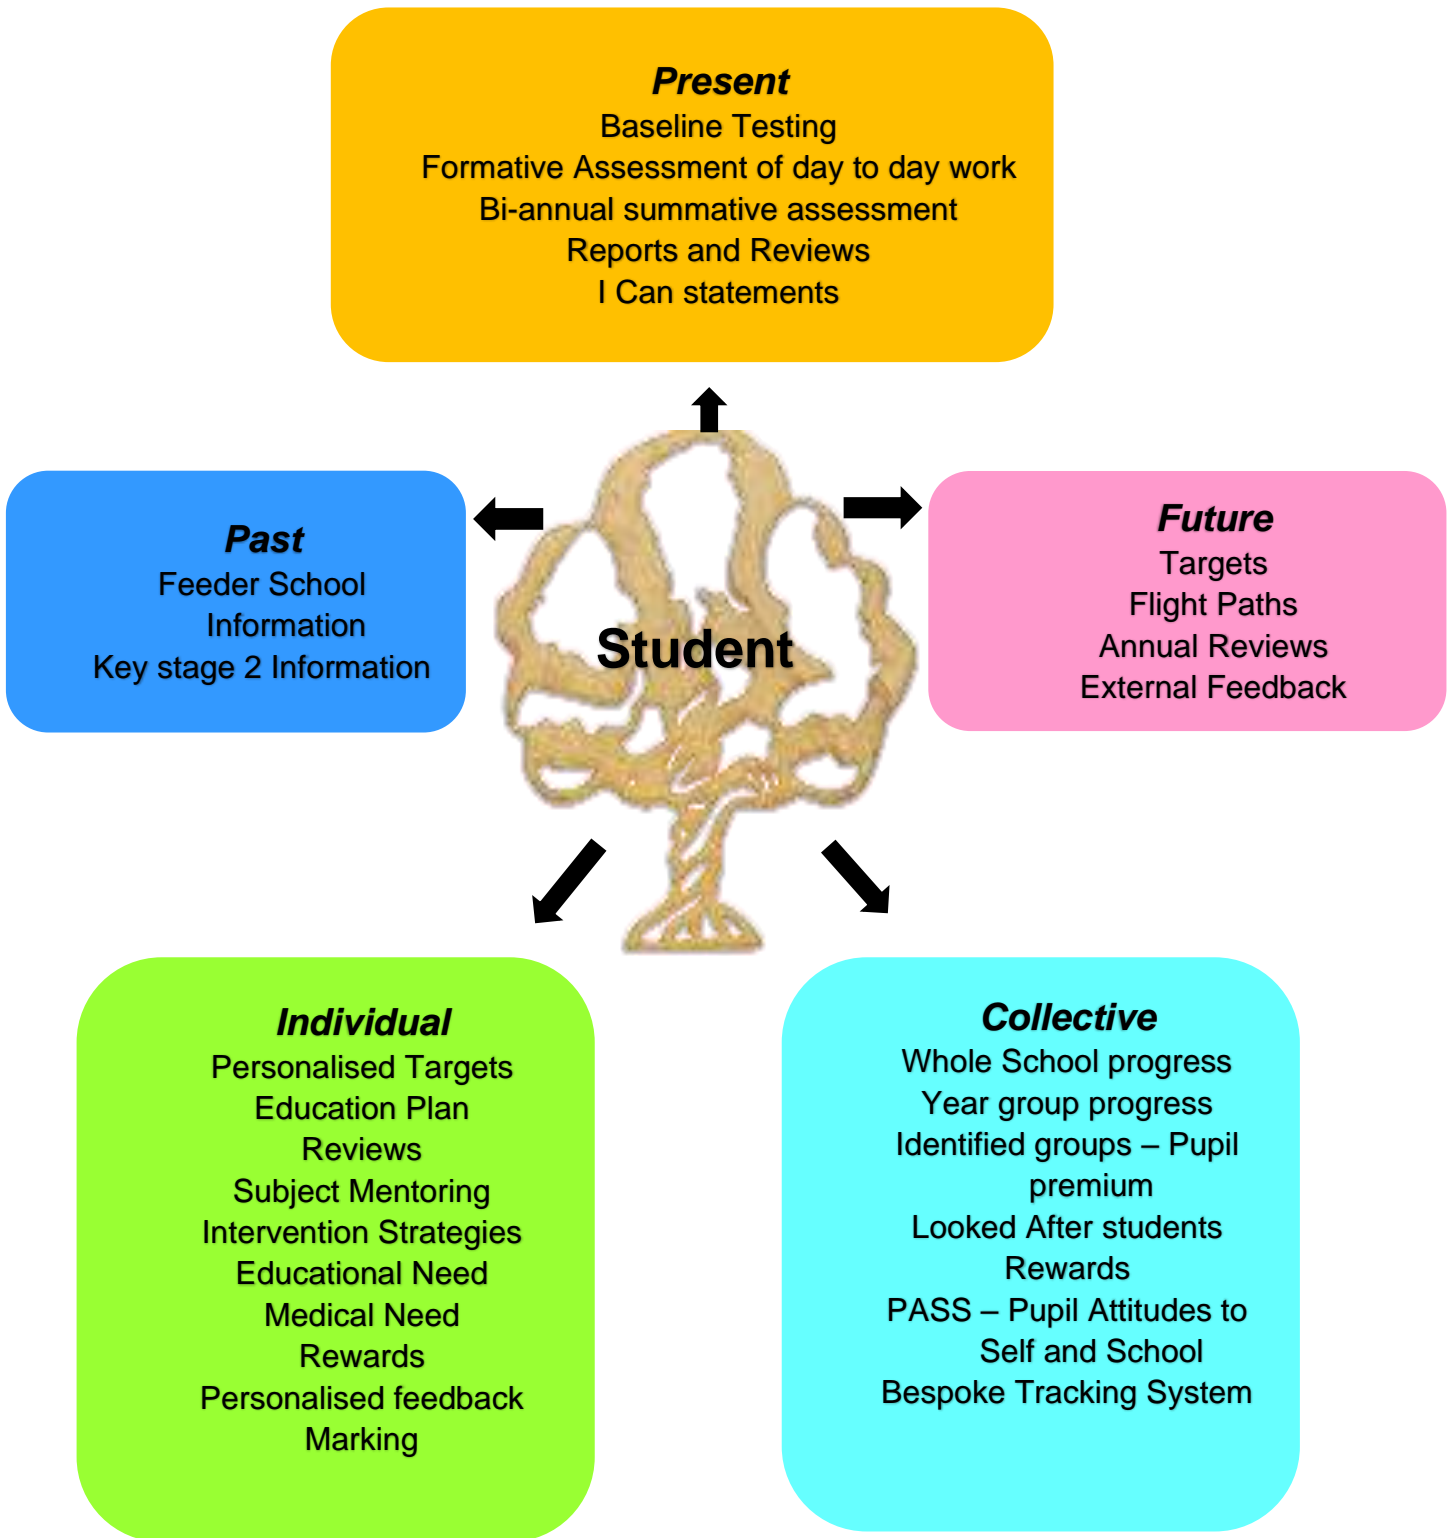 Present
Baseline Testing
Formative Assessment of day to day work
Bi-annual summative assessment
Reports and Reviews
I Can statements
Past
Feeder School
Information
Key stage 2 Information
Student
Future
Targets
Flight Paths
Annual Reviews
External Feedback
Individual
Personalised Targets
Education Plan
Reviews
Subject Mentoring
Intervention Strategies
Educational Need
Medical Need
Rewards
Personalised feedback
Marking
Collective
Whole School progress
Year group progress
Identified groups – Pupil
premium
Looked After students
Rewards
PASS – Pupil Attitudes to
Self and School
Bespoke Tracking System